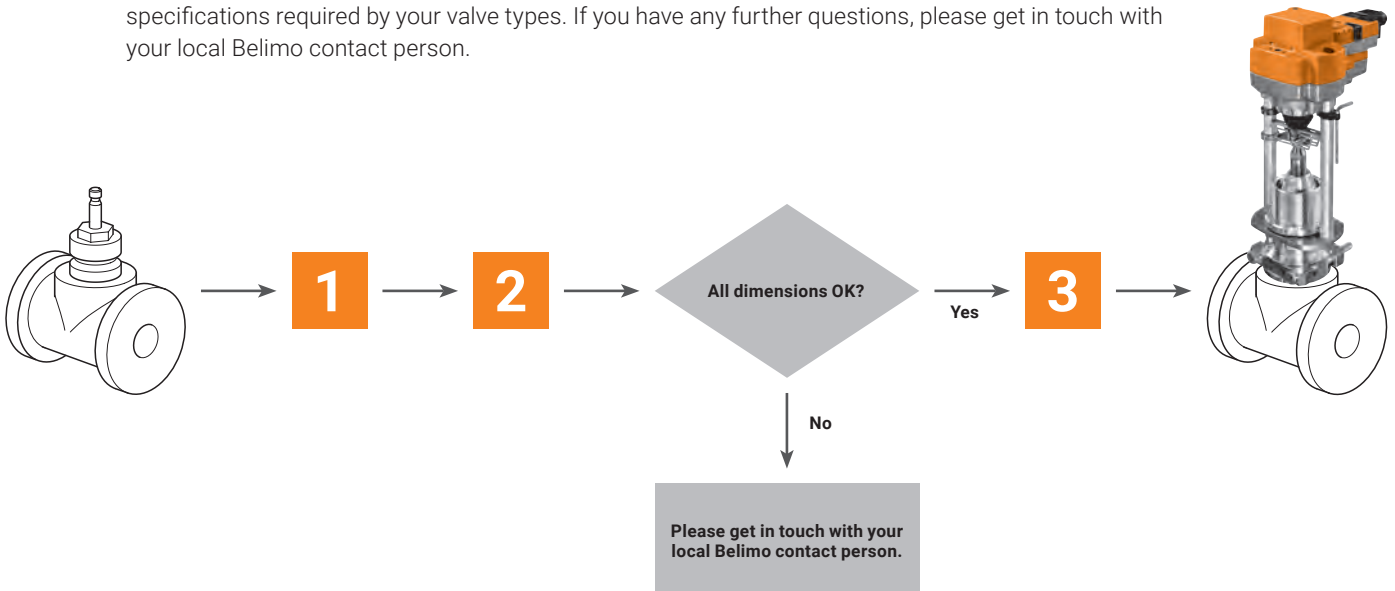 specifications required by your valve types. If you have any further questions, please get in touch with
your local Belimo contact person.
1
2
All dimensions OK?
Yes
3
No
Please get in touch with your
local Belimo contact person.